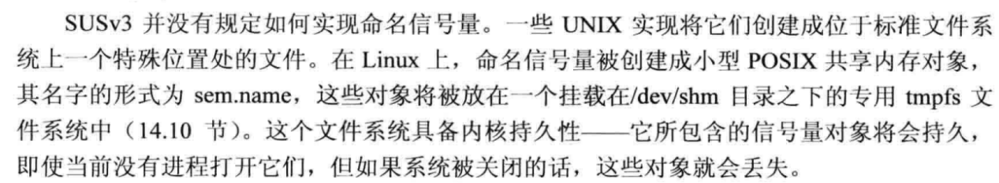 SUSv3 并没有规定如何实现命名信号量。一些 UNIX 实现将它们创建成位于标准文件系
统上一个特殊位置处的文件。在 Linux 上，命名信号量被创建成小型 POSIX 共享内存对象，
其名字的形式为 sem.name，这些对象将被放在一个挂载在/dev/shm 目录之下的专用 tmpfs 文
件系统中（14.10 节）。这个文件系统具备内核持久性——它所包含的信号量对象将会持久，
即使当前没有进程打开它们，但如果系统被关闭的话，这些对象就会丢失。